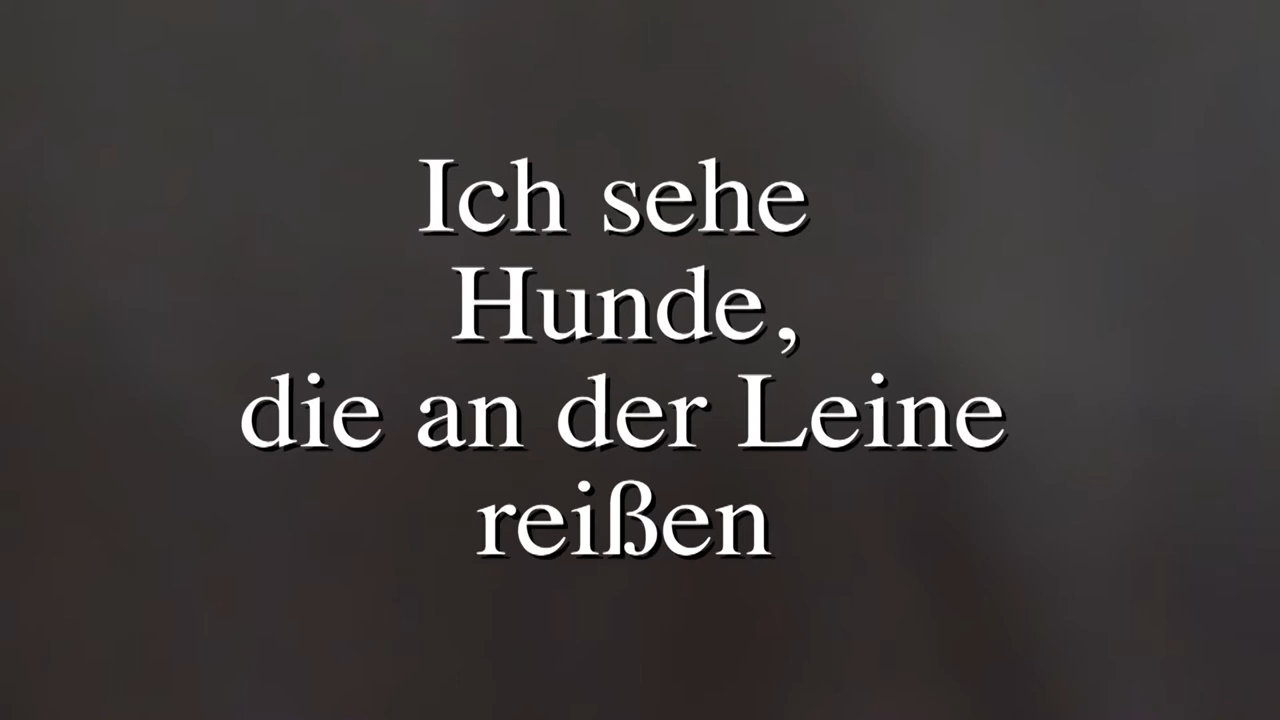 Ich sehe
Hunde,
die an der Leine
reißen